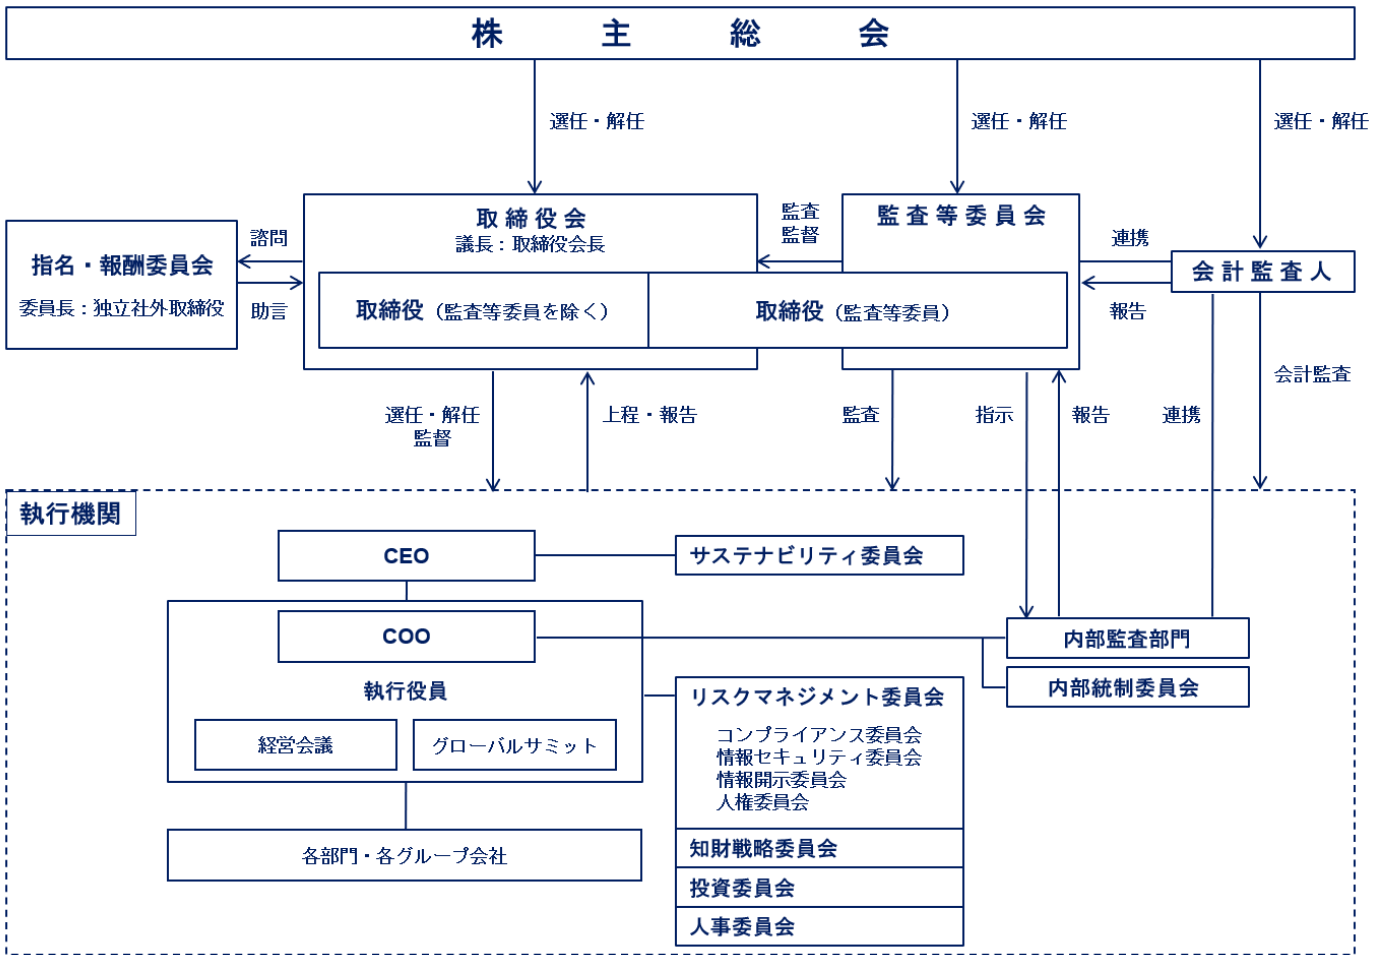 株主総会
選任・解任
選任・解任
選任・解任
取締役会
議長：取締役会長
監査
監督
監査等委員会
指名・報酬委員会
委員長：独立社外取締役
諮問
助言
連携
報告
会計監査人
取締役（監査等委員を除く）
取締役（監査等委員）
選任・解任
監督
上程・報告
監査
指示
報告
連携
会計監査
執行機関
CEO
サステナビリティ委員会
COO
内部監査部門
内部統制委員会
執行役員
経営会議
グローバルサミット
リスクマネジメント委員会
コンプライアンス委員会
情報セキュリティ委員会
情報開示委員会
人権委員会
知財戦略委員会
投資委員会
人事委員会
各部門・各グループ会社